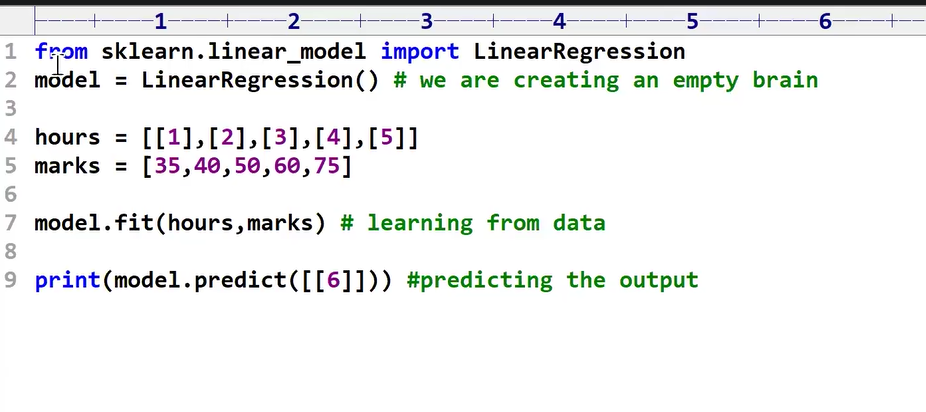 1 2 3 4 5 6
1 from sklearn.linear_model import LinearRegression
2 model = LinearRegression() # we are creating an empty brain
3
4 hours = [[1],[2],[3],[4],[5]]
5 marks = [35,40,50,60,75]
6
7 model.fit(hours,marks) # learning from data
8
9 print(model.predict([[6]])) #predicting the output